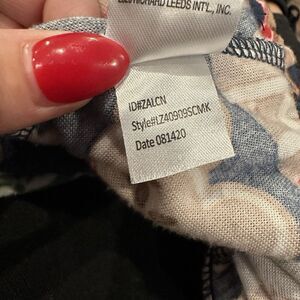 RICHARD LEEDS INT'L., INC.
ID#ZALCN
Style#LZ40909SCMK
Date 081420